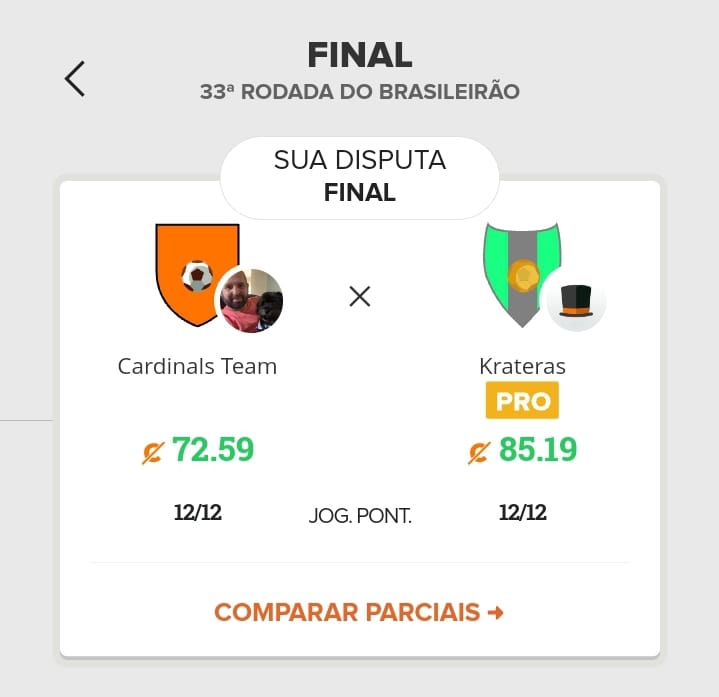 FINAL
33ª RODADA DO BRASILEIRÃO
SUA DISPUTA
FINAL
Cardinals Team
Krateras
PRO
72.59
85.19
12/12
JOG. PONT.
12/12
COMPARAR PARCIAIS